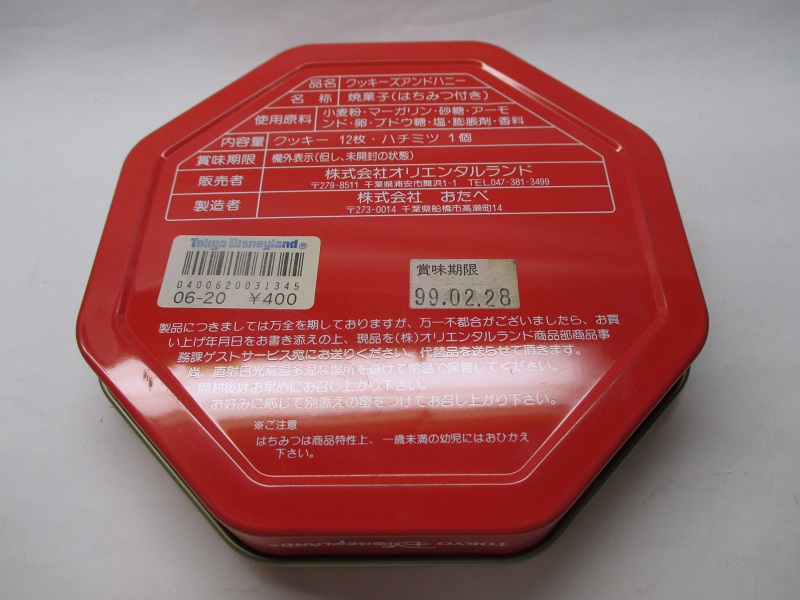 品名 クッキーズアンドハニー
名称 焼菓子(はちみつ付き)
使用原料 小麦粉・マーガリン・砂糖・アーモ
ンド・卵・ブドウ糖・塩・膨脹剤・香料
内容量 クッキー 12枚・ハチミツ 1個
賞味期限 欄外表示(但し、未開封の状態)
販売者 株式会社オリエンタルランド
〒279-8511 千葉県浦安市舞浜1-1 TEL.047-381-3499
製造者 株式会社 おたべ
〒273-0014 千葉県船橋市高瀬町14
Tokyo Disneyland®
0400620031345
06-20 ¥400
賞味期限
99.02.28
製品につきましては万全を期しておりますが、万一不都合がございましたら、お買
い上げ年月日をお書き添えの上、現品を(株)オリエンタルランド商品部商品事
務課ゲストサービス宛にお送りください。代替品を送らせて頂きます。
尚、直射日光高温多湿な場所を避けて常温で保管してください。
開封後はお早めにお召し上がり下さい。
お好みに応じて別添えの蜜をつけてお召し上がり下さい。
※ご注意
はちみつは商品特性上、一歳未満の幼児にはおひかえ
下さい。
TOKYO DISNEYLAND®